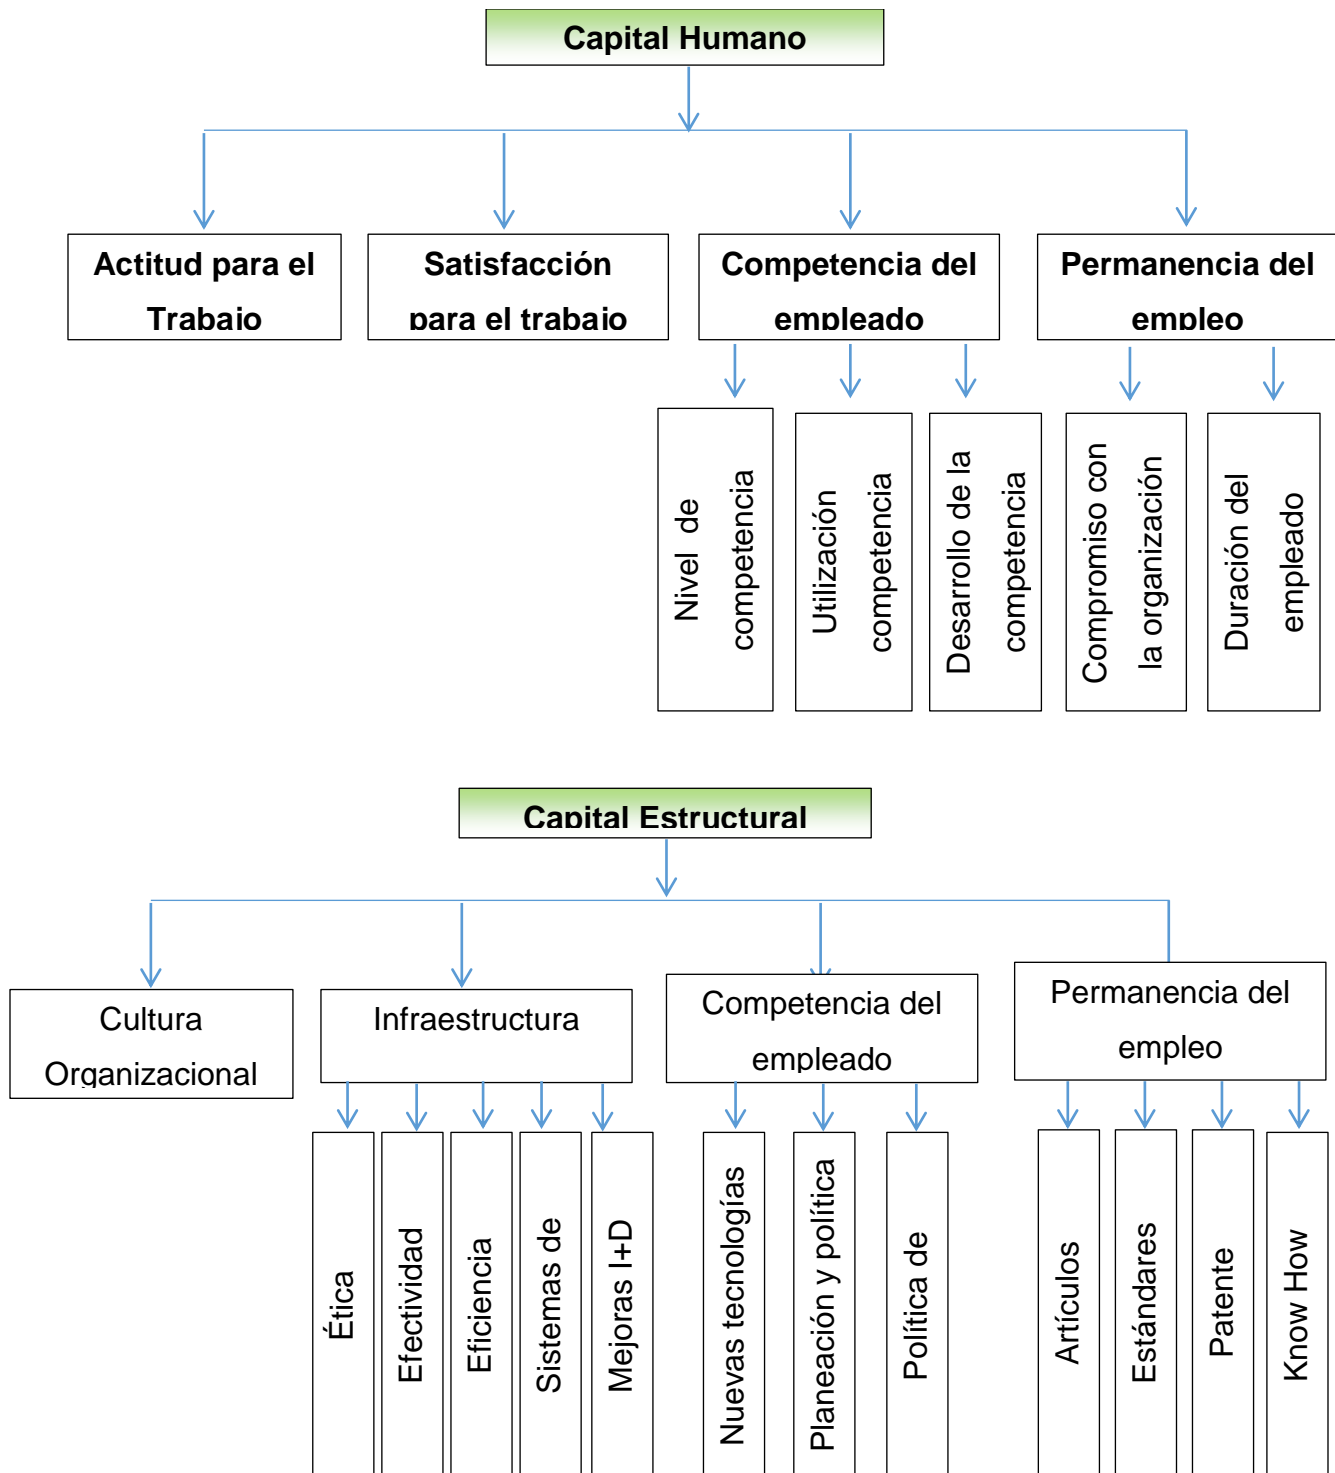 Capital Humano
Actitud para el
Trabajo
Satisfacción
para el trabajo
Competencia del
empleado
Permanencia del
empleo
Nivel de
competencia
Utilización
competencia
Desarrollo de la
competencia
Compromiso con
la organización
Duración del
empleado
Capital Estructural
Cultura
Organizacional
Infraestructura
Competencia del
empleado
Permanencia del
empleo
Ética
Efectividad
Eficiencia
Sistemas de
Mejoras I+D
Nuevas tecnologías
Planeación y política
Política de
Artículos
Estándares
Patente
Know How